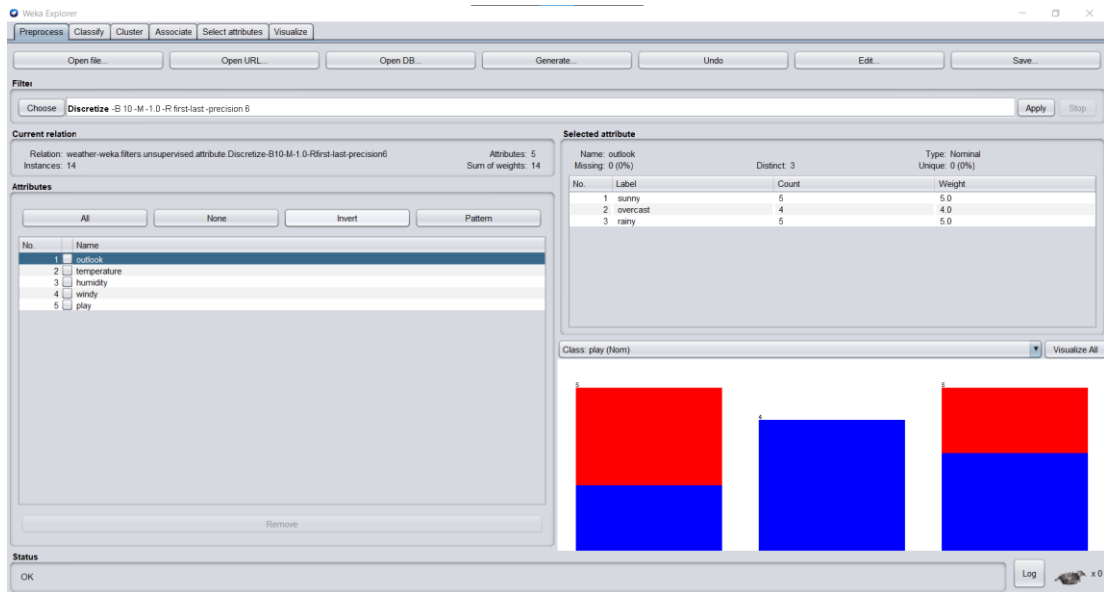 Weka Explorer
Preprocess Classify Cluster Associate Select attributes Visualize
Open file... Open URL... Open DB... Generate... Undo Edit... Save...
Filter
Choose Discretize -B 10 -M -1.0 -R first-last -precision 6 Apply Stop
Current relation
Relation: weather-weka.filters.unsupervised.attribute.Discretize-B10-M-1.0-Rfirst-last-precision6 Attributes: 5
Instances: 14 Sum of weights: 14
Attributes
All None Invert Pattern
No. Name
1 outlook
2 temperature
3 humidity
4 windy
5 play
Remove
Selected attribute
Name: outlook Type: Nominal
Missing: 0 (0%) Distinct: 3 Unique: 0 (0%)
No. Label Count Weight
1 sunny 5 5.0
2 overcast 4 4.0
3 rainy 5 5.0
Class: play (Nom) Visualize All
5 4 5
Status
OK Log x 0